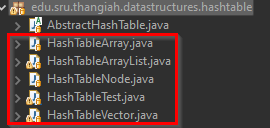 edu.sru.thangiah.datastructures.hashtable
AbstractHashTable.java
HashTableArray.java
HashTableArrayList.java
HashTableNode.java
HashTableTest.java
HashTableVector.java